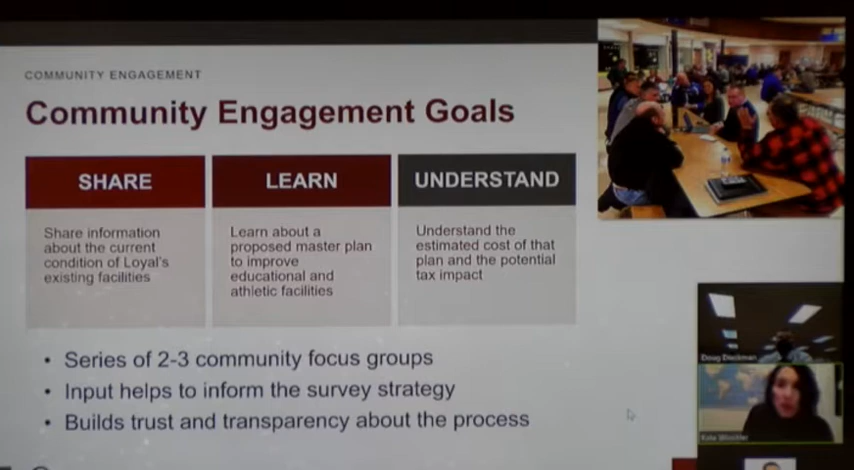 COMMUNITY ENGAGEMENT
Community Engagement Goals
SHARE
Share information
about the current
condition of Loyal's
existing facilities
LEARN
Learn about a
proposed master plan
to improve
educational and
athletic facilities
UNDERSTAND
Understand the
estimated cost of that
plan and the potential
tax impact
• Series of 2-3 community focus groups
• Input helps to inform the survey strategy
• Builds trust and transparency about the process
Doug Dieckman